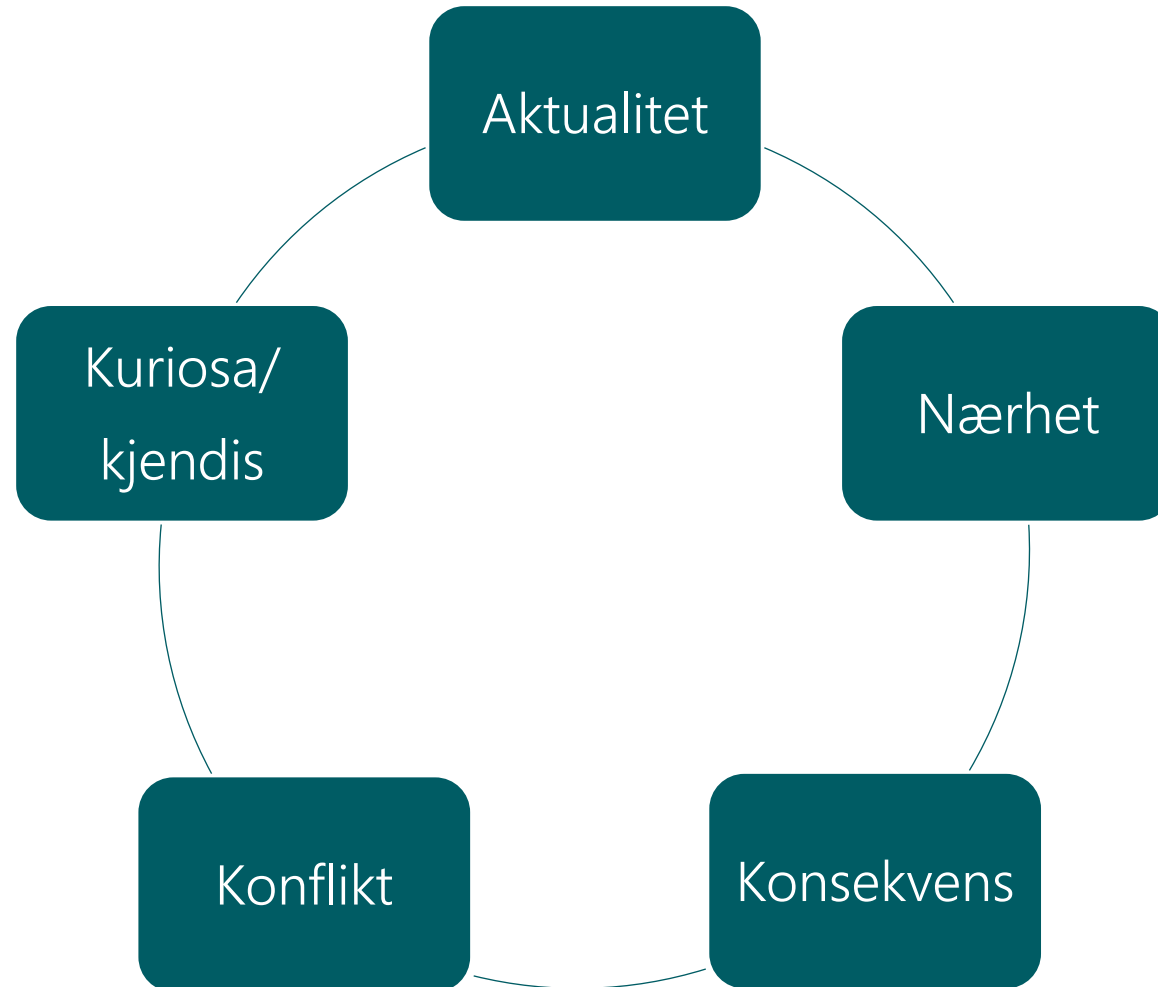 Aktualitet
Kuriosa/
kjendis
Nærhet
Konflikt
Konsekvens